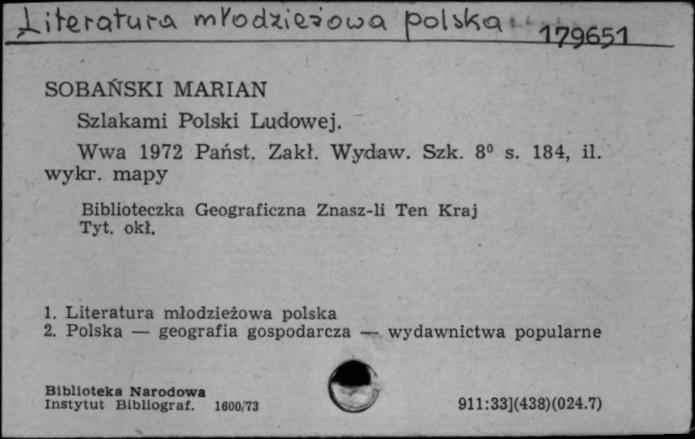 Literatura młodzieżowa polska 179651
SOBAŃSKI MARIAN
Szlakami Polski Ludowej.
Wwa 1972 Państ. Zakł. Wydaw. Szk. 8⁰ s. 184, il.
wykr. mapy
Biblioteczka Geograficzna Znasz-li Ten Kraj
Tyt. okł.
1. Literatura młodzieżowa polska
2. Polska — geografia gospodarcza — wydawnictwa popularne
Biblioteka Narodowa
Instytut Bibliograf. 1600/73 911:33](438)(024.7)